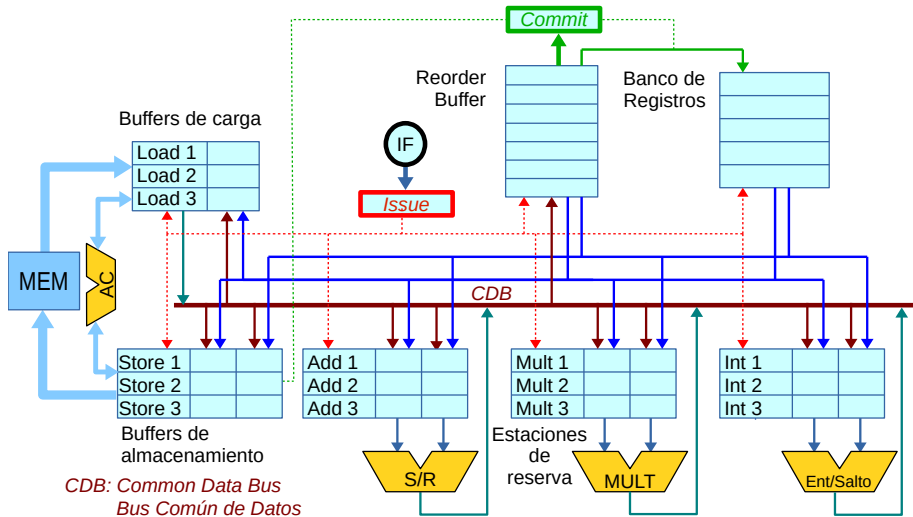 Commit
Reorder
Buffer
Banco de
Registros
Buffers de carga
IF
Load 1
Load 2
Load 3
Issue
MEM
AC
CDB
Store 1
Store 2
Store 3
Add 1
Add 2
Add 3
Mult 1
Mult 2
Mult 3
Int 1
Int 2
Int 3
Buffers de
almacenamiento
Estaciones
de
reserva
S/R
MULT
Ent/Salto
CDB: Common Data Bus
Bus Común de Datos